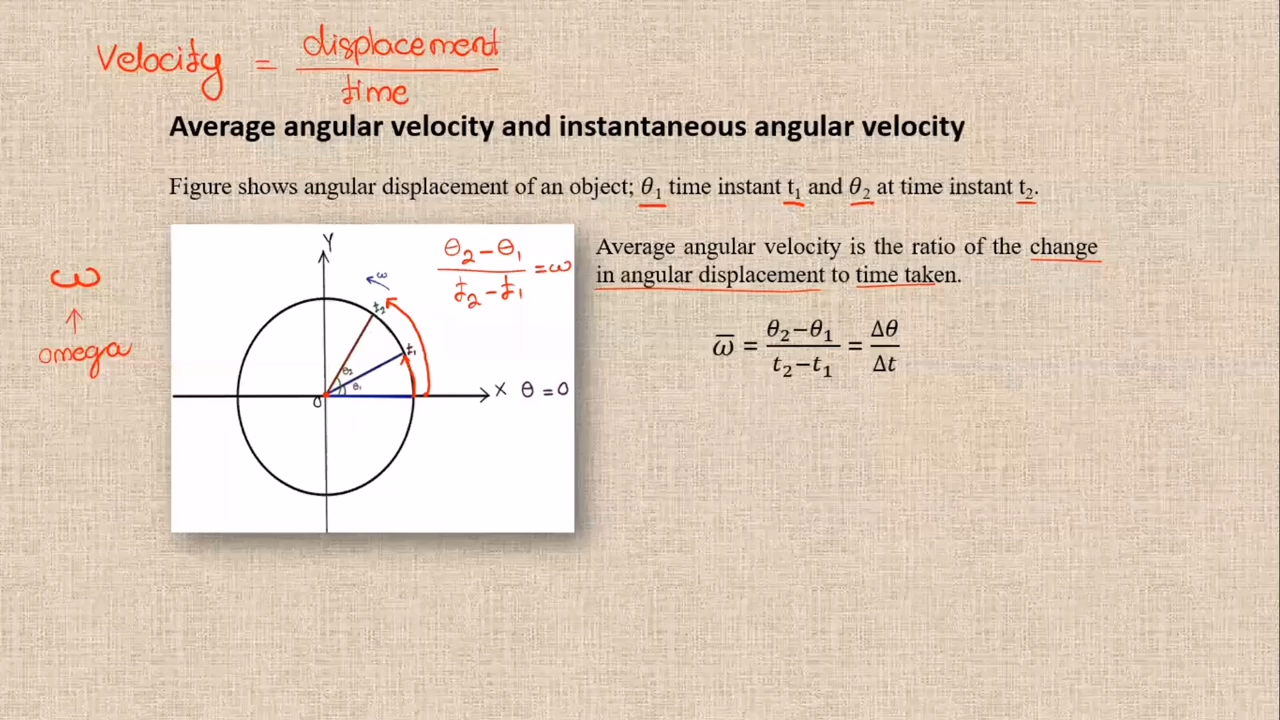 Velocity = displacement / time
Average angular velocity and instantaneous angular velocity
Figure shows angular displacement of an object; θ₁ time instant t₁ and θ₂ at time instant t₂.
Y
θ₂-θ₁ / t₂-t₁ = ω
ω
t₂
t₁
θ₂
θ₁
O
X θ = 0
ω
↑
omega
Average angular velocity is the ratio of the change
in angular displacement to time taken.
ω̅ = θ₂−θ₁ / t₂−t₁ = Δθ / Δt